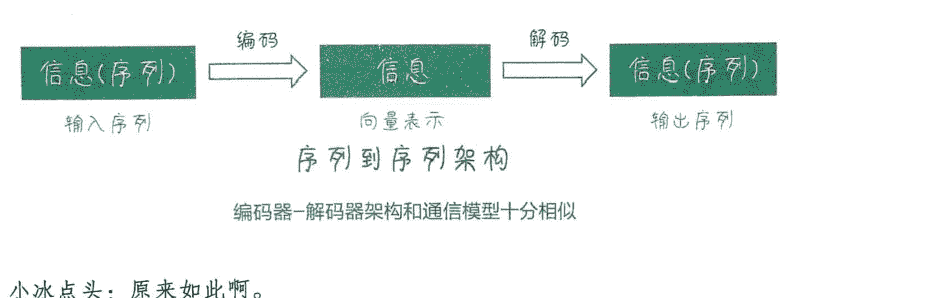 编码 解码
信息(序列) 信息 信息(序列)
输入序列 向量表示 输出序列
序列到序列架构
编码器-解码器架构和通信模型十分相似
小冰点头：原来如此啊。